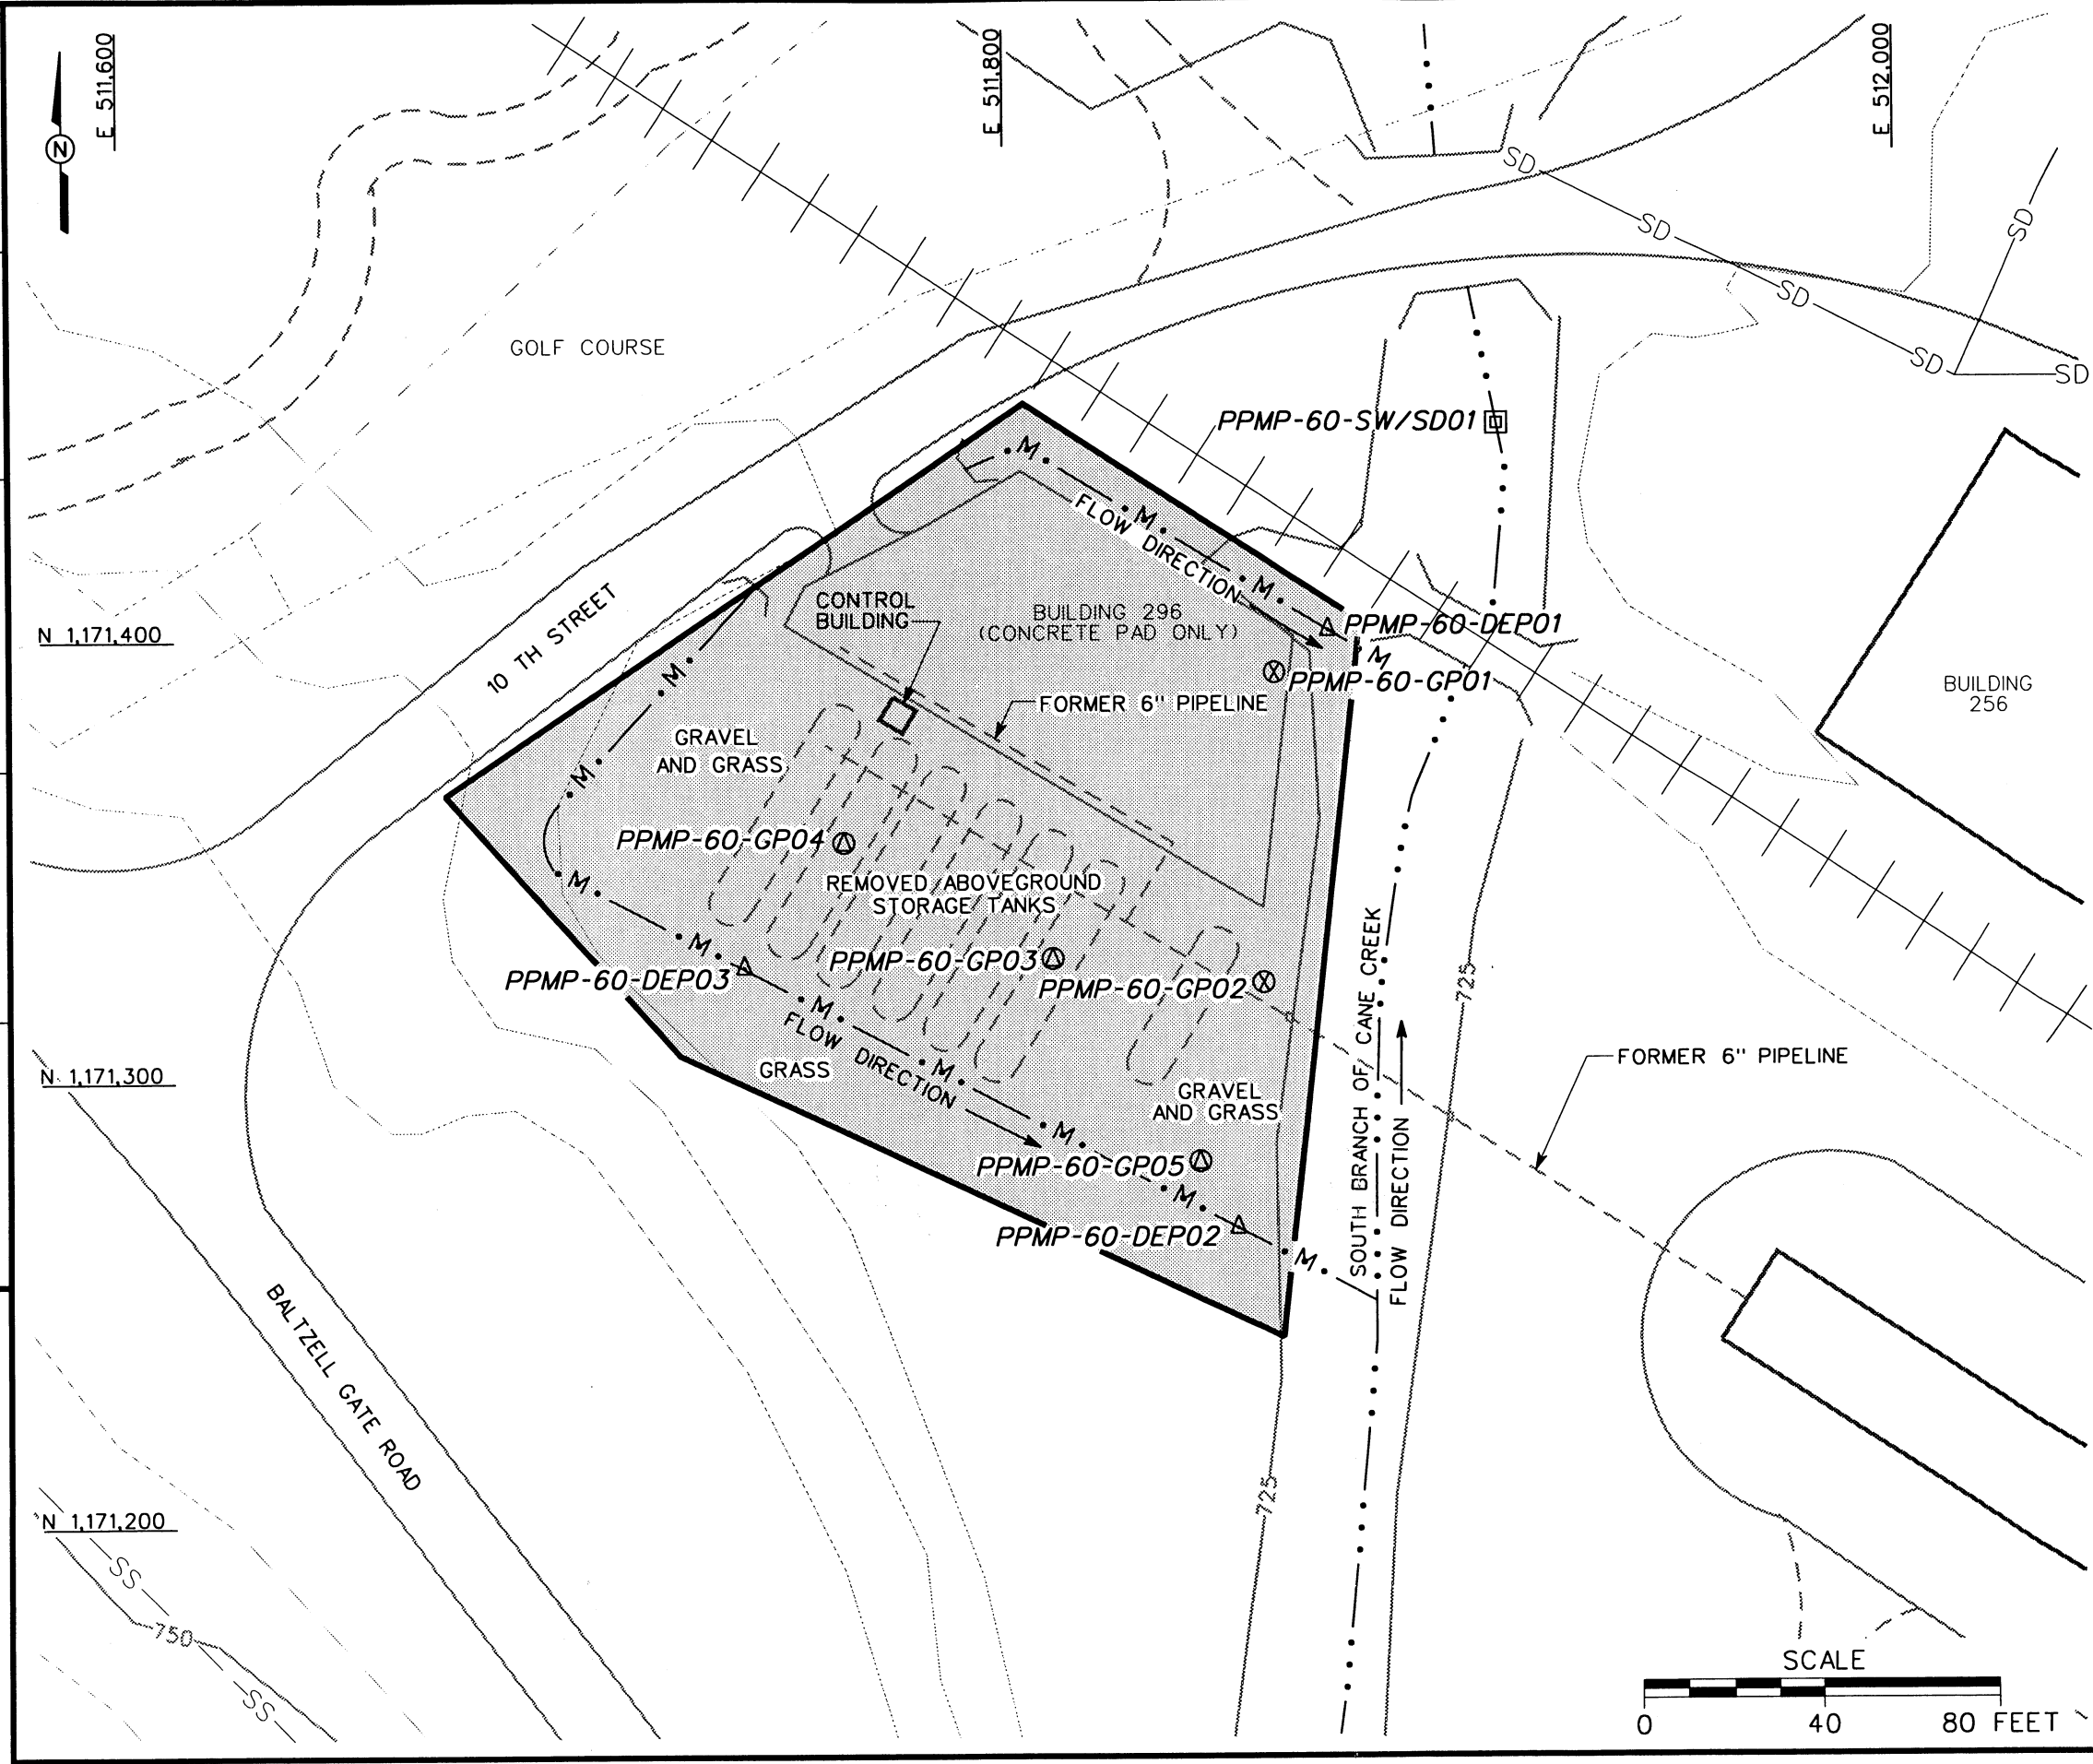 E 511,600
E 511,800
E 512,000
N
SD
SD
SD
SD
SD
SD
GOLF COURSE
PPMP-60-SW/SD01
M
M
FLOW DIRECTION
M
CONTROL
BUILDING
BUILDING 296
(CONCRETE PAD ONLY)
PPMP-60-DEP01
N 1,171,400
10 TH STREET
M
M
PPMP-60-GP01
FORMER 6" PIPELINE
BUILDING
256
GRAVEL
AND GRASS
M
PPMP-60-GP04
M
REMOVED ABOVEGROUND
STORAGE TANKS
M
PPMP-60-GP03
PPMP-60-DEP03
PPMP-60-GP02
725
M
FLOW DIRECTION
SOUTH BRANCH OF CANE CREEK
FLOW DIRECTION
FORMER 6" PIPELINE
M
GRASS
N 1,171,300
GRAVEL
AND GRASS
M
PPMP-60-GP05
M
PPMP-60-DEP02
M
BALTZELL GATE ROAD
725
N 1,171,200
SS
750
SS
SCALE
0 40 80 FEET